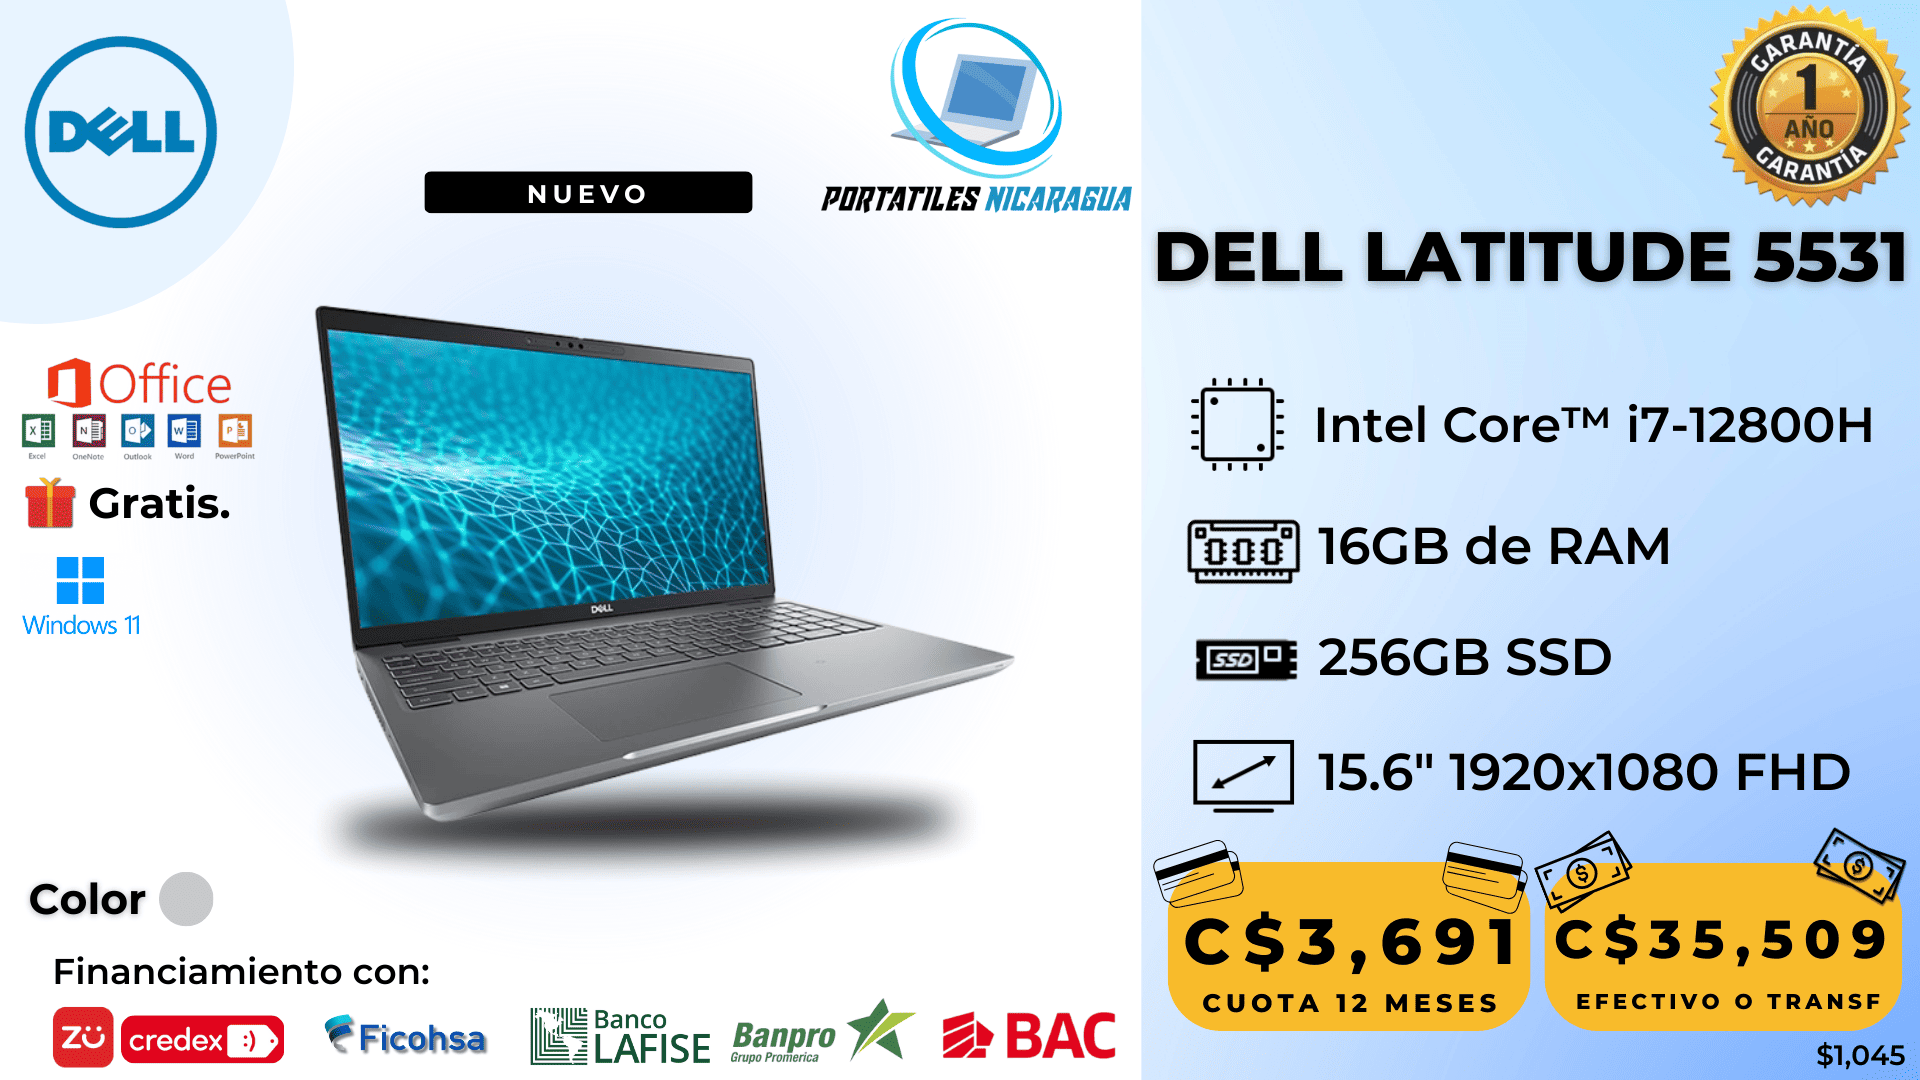 DELL
NUEVO
PORTATILES NICARAGUA
GARANTÍA
1
AÑO
GARANTÍA
DELL LATITUDE 5531
Office
Excel
OneNote
Outlook
Word
PowerPoint
Gratis.
Windows 11
DELL
Intel Core™ i7-12800H
16GB de RAM
SSD
256GB SSD
15.6" 1920x1080 FHD
Color
Financiamiento con:
ZU
credex :)
Ficohsa
Banco
LAFISE
Banpro
Grupo Promerica
BAC
C$3,691
CUOTA 12 MESES
C$35,509
EFECTIVO O TRANSF
$1,045